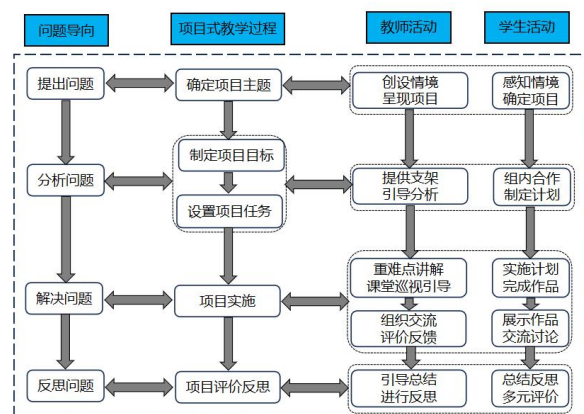 问题导向
项目式教学过程
教师活动
学生活动
提出问题
确定项目主题
创设情境
呈现项目
感知情境
确定项目
制定项目目标
分析问题
设置项目任务
提供支架
引导分析
组内合作
制定计划
重难点讲解
课堂巡视引导
实施计划
完成作品
解决问题
项目实施
组织交流
评价反馈
展示作品
交流讨论
反思问题
项目评价反思
引导总结
进行反思
总结反思
多元评价